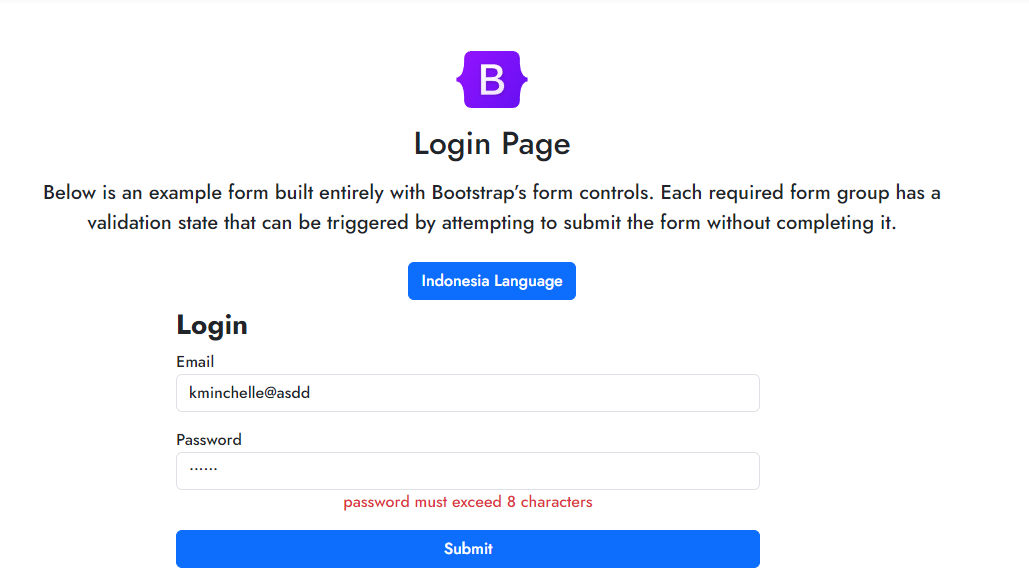 B
Login Page
Below is an example form built entirely with Bootstrap’s form controls. Each required form group has a
validation state that can be triggered by attempting to submit the form without completing it.
Indonesia Language
Login
Email
kminchelle@asdd
Password
······
password must exceed 8 characters
Submit